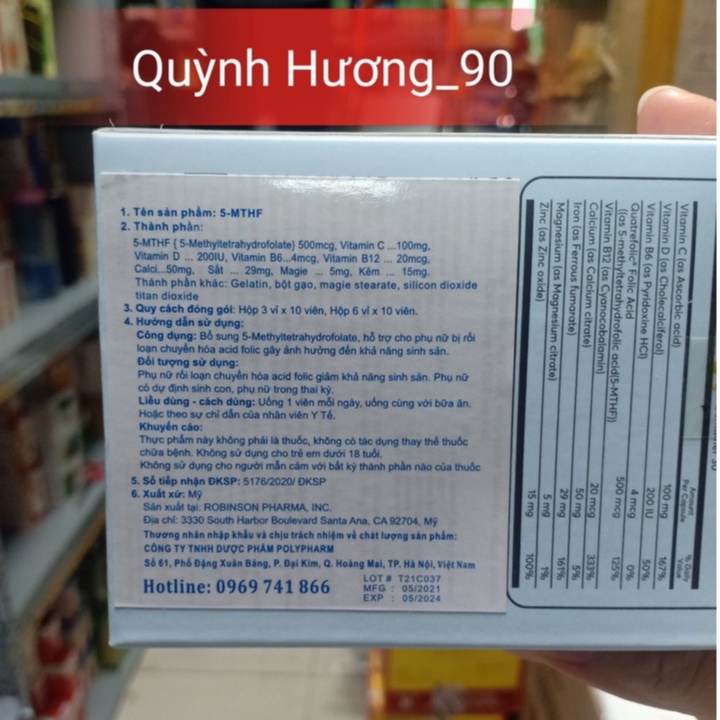 Quỳnh Hương_90
1. Tên sản phẩm: 5-MTHF
2. Thành phần:
5-MTHF ( 5-Methyltetrahydrofolate) 500mcg, Vitamin C ...100mg,
Vitamin D ... 200IU, Vitamin B6...4mcg, Vitamin B12 ... 20mcg,
Calci...50mg, Sắt ... 29mg, Magie ... 5mg, Kẽm ... 15mg.
Thành phần khác: Gelatin, bột gạo, magie stearate, silicon dioxide
titan dioxide
3. Quy cách đóng gói: Hộp 3 vỉ x 10 viên, Hộp 6 vỉ x 10 viên.
4. Hướng dẫn sử dụng:
Công dụng: Bổ sung 5-Methyltetrahydrofolate, hỗ trợ cho phụ nữ bị rối
loạn chuyển hóa acid folic gây ảnh hưởng đến khả năng sinh sản.
Đối tượng sử dụng:
Phụ nữ rối loạn chuyển hóa acid folic giảm khả năng sinh sản. Phụ nữ
có dự định sinh con, phụ nữ trong thai kỳ.
Liều dùng - cách dùng: Uống 1 viên mỗi ngày, uống cùng với bữa ăn.
Hoặc theo sự chỉ dẫn của nhân viên Y Tế.
Khuyến cáo:
Thực phẩm này không phải là thuốc, không có tác dụng thay thế thuốc
chữa bệnh. Không sử dụng cho trẻ em dưới 18 tuổi.
Không sử dụng cho người mẫn cảm với bất kỳ thành phần nào của thuốc
5. Số tiếp nhận ĐKSP: 5176/2020/ ĐKSP
6. Xuất xứ: Mỹ
Sản xuất tại: ROBINSON PHARMA, INC.
Địa chỉ: 3330 South Harbor Boulevard Santa Ana, CA 92704, Mỹ
Thương nhân nhập khẩu và chịu trách nhiệm về chất lượng sản phẩm:
CÔNG TY TNHH DƯỢC PHẨM POLYPHARM
Số 61, Phố Đặng Xuân Bảng, P. Đại Kim, Q. Hoàng Mai, TP. Hà Nội, Việt Nam
Hotline: 0969 741 866
LOT # T21C037
MFG : 05/2021
EXP : 05/2024
Amount Per Capsule
% Daily Value
Vitamin C (as Ascorbic acid) 100 mg 167%
Vitamin D (as Cholecalciferol) 200 IU 50%
Vitamin B6 (as Pyridoxine HCl) 4 mcg 0%
Quatrefolic® Folic Acid
((as 5-methyltetrahydrofolic acid(5-MTHF)) 500 mcg 125%
Vitamin B12 (as Cyanocobalamin) 20 mcg 333%
Calcium (as Calcium citrate) 50 mg 5%
Iron (as Ferrous fumarate) 29 mg 161%
Magnesium (as Magnesium citrate) 5 mg 1%
Zinc (as Zinc oxide) 15 mg 100%